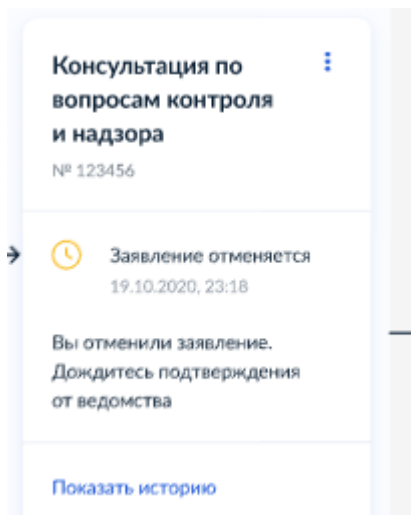 Консультация по
вопросам контроля
и надзора
№ 123456
Заявление отменяется
19.10.2020, 23:18
Вы отменили заявление.
Дождитесь подтверждения
от ведомства
Показать историю